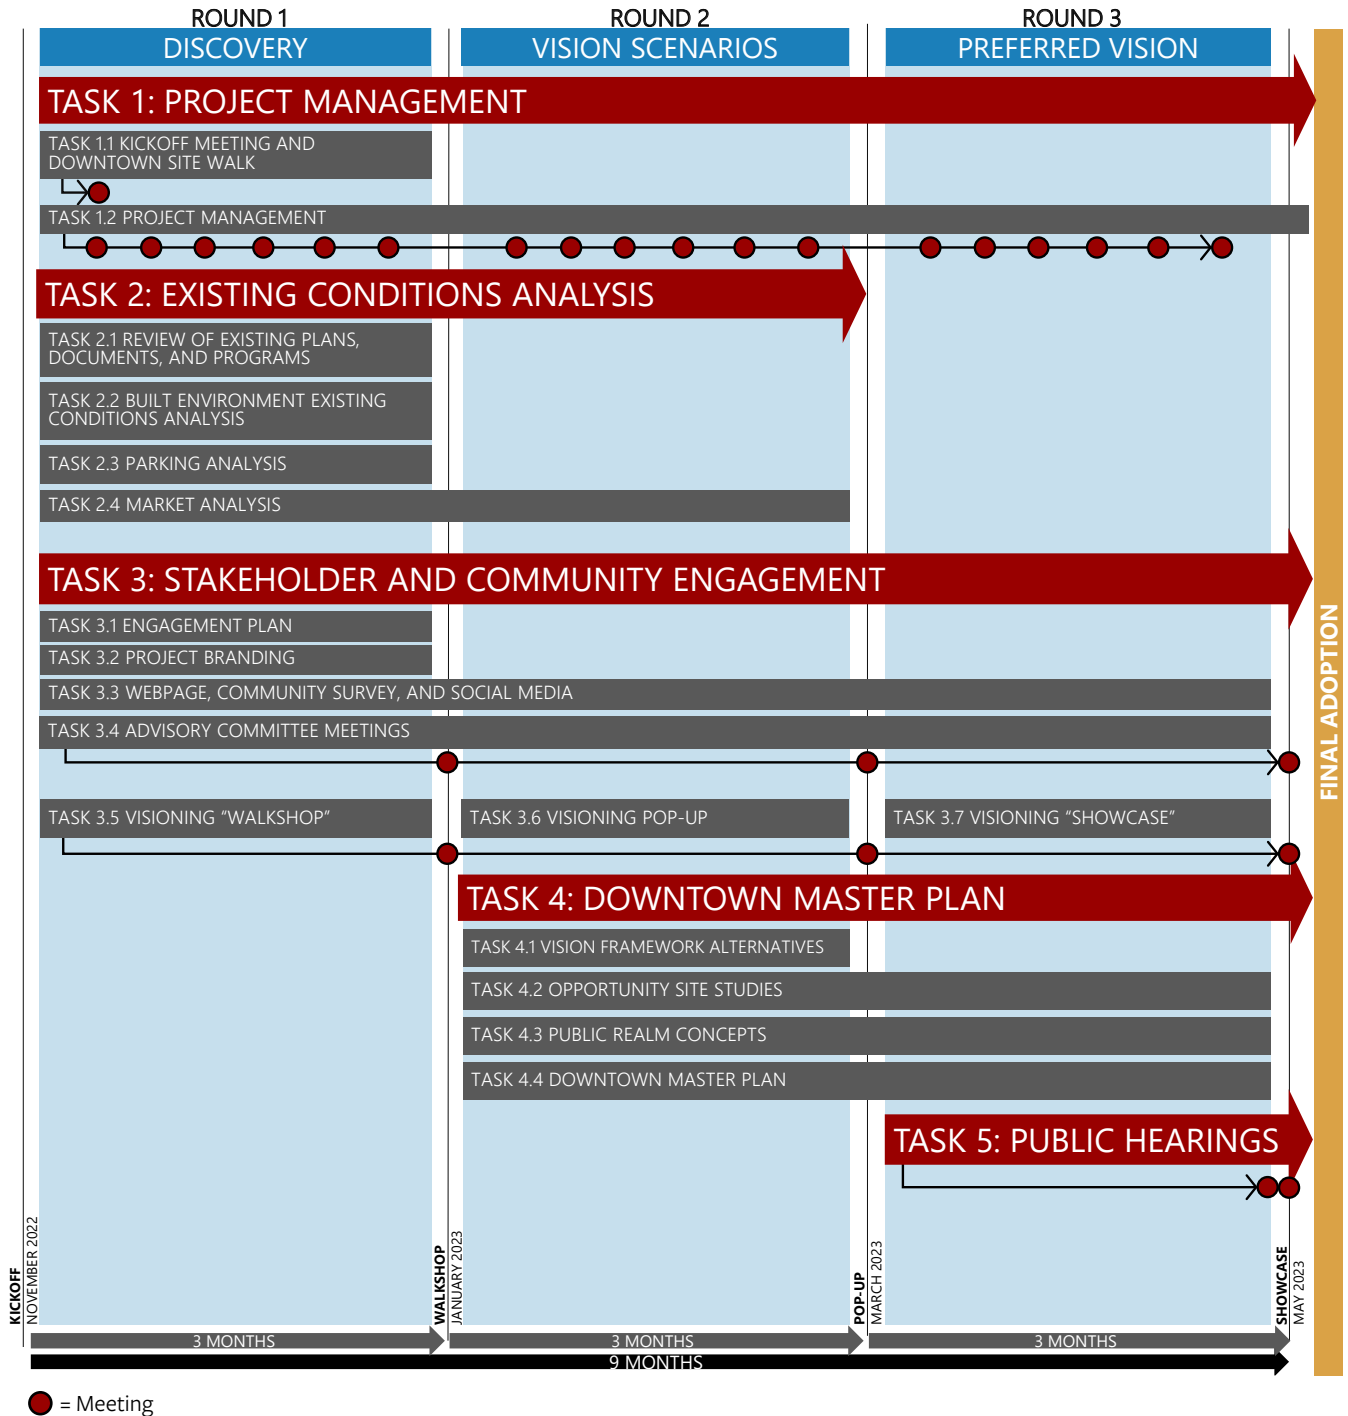 ROUND 1
ROUND 2
ROUND 3
DISCOVERY
VISION SCENARIOS
PREFERRED VISION
TASK 1: PROJECT MANAGEMENT
TASK 1.1 KICKOFF MEETING AND
DOWNTOWN SITE WALK
TASK 1.2 PROJECT MANAGEMENT
TASK 2: EXISTING CONDITIONS ANALYSIS
TASK 2.1 REVIEW OF EXISTING PLANS,
DOCUMENTS, AND PROGRAMS
TASK 2.2 BUILT ENVIRONMENT EXISTING
CONDITIONS ANALYSIS
TASK 2.3 PARKING ANALYSIS
TASK 2.4 MARKET ANALYSIS
TASK 3: STAKEHOLDER AND COMMUNITY ENGAGEMENT
TASK 3.1 ENGAGEMENT PLAN
TASK 3.2 PROJECT BRANDING
TASK 3.3 WEBPAGE, COMMUNITY SURVEY, AND SOCIAL MEDIA
TASK 3.4 ADVISORY COMMITTEE MEETINGS
TASK 3.5 VISIONING “WALKSHOP”
TASK 3.6 VISIONING POP-UP
TASK 3.7 VISIONING “SHOWCASE”
TASK 4: DOWNTOWN MASTER PLAN
TASK 4.1 VISION FRAMEWORK ALTERNATIVES
TASK 4.2 OPPORTUNITY SITE STUDIES
TASK 4.3 PUBLIC REALM CONCEPTS
TASK 4.4 DOWNTOWN MASTER PLAN
TASK 5: PUBLIC HEARINGS
FINAL ADOPTION
KICKOFF
NOVEMBER 2022
WALKSHOP
JANUARY 2023
POP-UP
MARCH 2023
SHOWCASE
MAY 2023
3 MONTHS
3 MONTHS
3 MONTHS
9 MONTHS
= Meeting